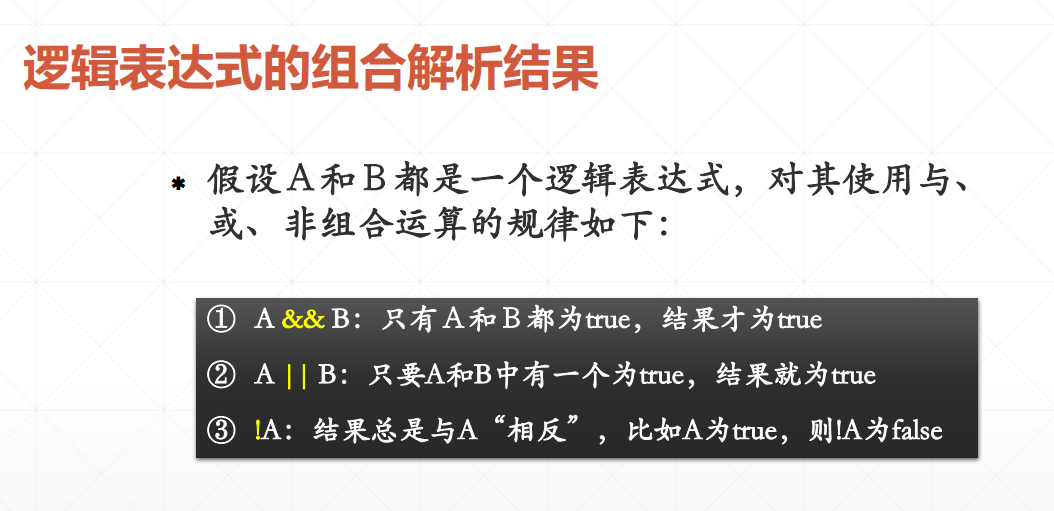 逻辑表达式的组合解析结果
* 假设A和B都是一个逻辑表达式，对其使用与、
或、非组合运算的规律如下：
① A && B：只有A和B都为true，结果才为true
② A || B：只要A和B中有一个为true，结果就为true
③ !A：结果总是与A“相反”，比如A为true，则!A为false